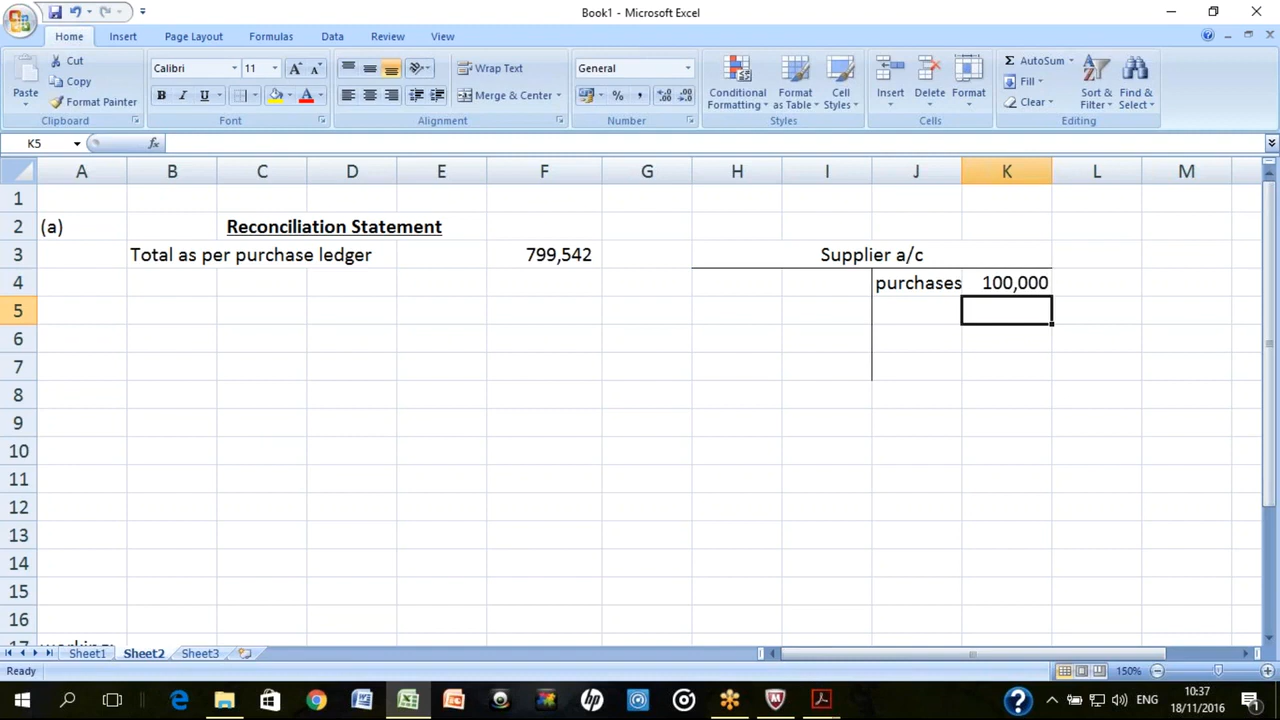 Book1 - Microsoft Excel
Home Insert Page Layout Formulas Data Review View
Paste
Cut
Copy
Format Painter
Clipboard
Calibri 11
B I U
Font
Wrap Text
Merge & Center
Alignment
General
% ,
Number
Conditional Formatting
Format as Table
Cell Styles
Styles
Insert Delete Format
Cells
Σ AutoSum
Fill
Clear
Sort & Filter
Find & Select
Editing
K5 fx
A B C D E F G H I J K L M
1
2 (a) Reconciliation Statement
3 Total as per purchase ledger 799,542 Supplier a/c
4 purchases 100,000
5
6
7
8
9
10
11
12
13
14
15
16
17 working:
Sheet1 Sheet2 Sheet3
Ready 150%
ENG 10:37
18/11/2016